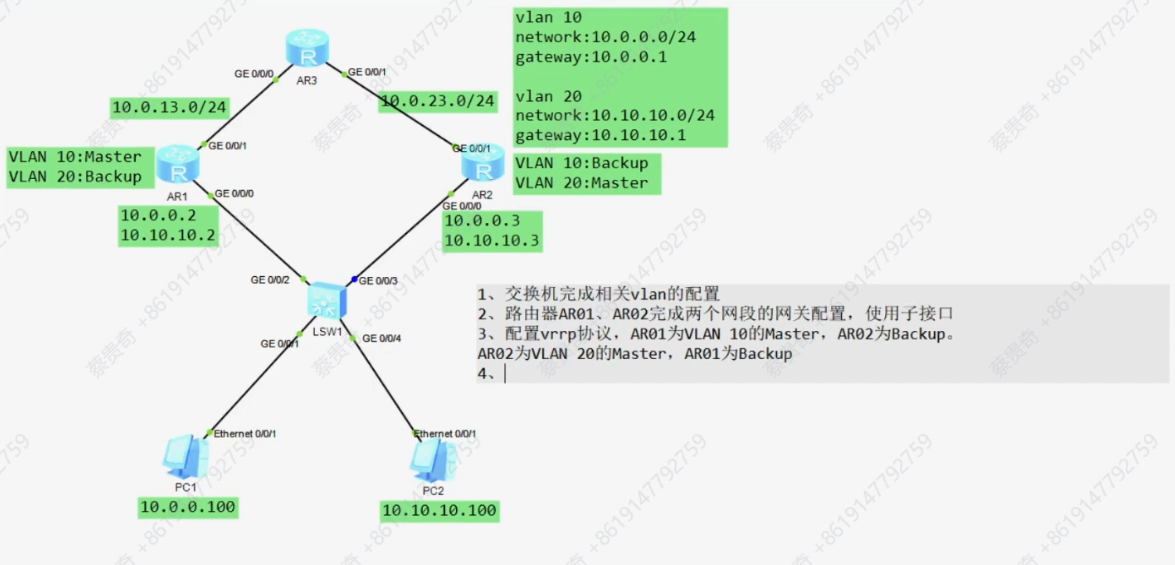 vlan 10
network:10.0.0.0/24
gateway:10.0.0.1
vlan 20
network:10.10.10.0/24
gateway:10.10.10.1
GE 0/0/0
GE 0/0/1
AR3
10.0.13.0/24
10.0.23.0/24
GE 0/0/1
GE 0/0/1
VLAN 10:Master
VLAN 20:Backup
VLAN 10:Backup
VLAN 20:Master
AR1
GE 0/0/0
AR2
GE 0/0/0
10.0.0.2
10.10.10.2
10.0.0.3
10.10.10.3
GE 0/0/2
GE 0/0/3
LSW1
GE 0/0/1
GE 0/0/4
1、交换机完成相关vlan的配置
2、路由器AR01、AR02完成两个网段的网关配置，使用子接口
3、配置vrrp协议，AR01为VLAN 10的Master，AR02为Backup。
AR02为VLAN 20的Master，AR01为Backup
4、
Ethernet 0/0/1
Ethernet 0/0/1
PC1
PC2
10.0.0.100
10.10.10.100
蔡贵奇 +8619147792759